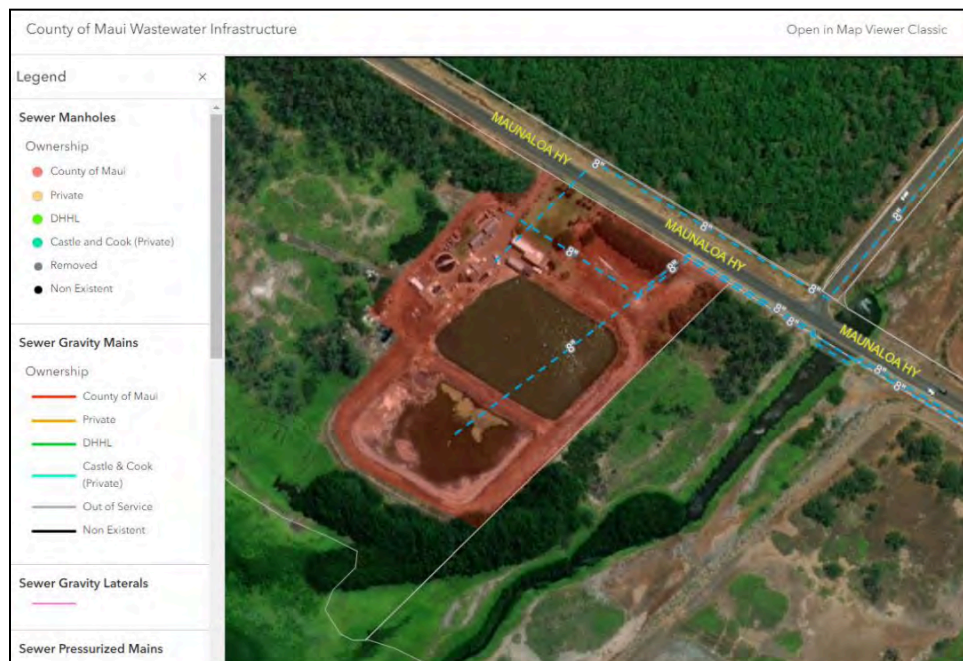 County of Maui Wastewater Infrastructure
Open in Map Viewer Classic
Legend
×
Sewer Manholes
Ownership
County of Maui
Private
DHHL
Castle and Cook (Private)
Removed
Non Existent
Sewer Gravity Mains
Ownership
County of Maui
Private
DHHL
Castle & Cook
(Private)
Out of Service
Non Existent
Sewer Gravity Laterals
Sewer Pressurized Mains
MAUNALOA HY
8"
8"
8"
MAUNALOA HY
8"
8"
8"
8"
8"
8"
8"
MAUNALOA HY
8"
8"